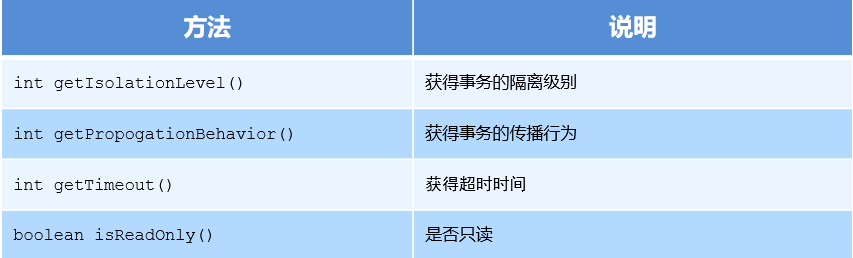 方法 说明
int getIsolationLevel() 获得事务的隔离级别
int getPropogationBehavior() 获得事务的传播行为
int getTimeout() 获得超时时间
boolean isReadOnly() 是否只读